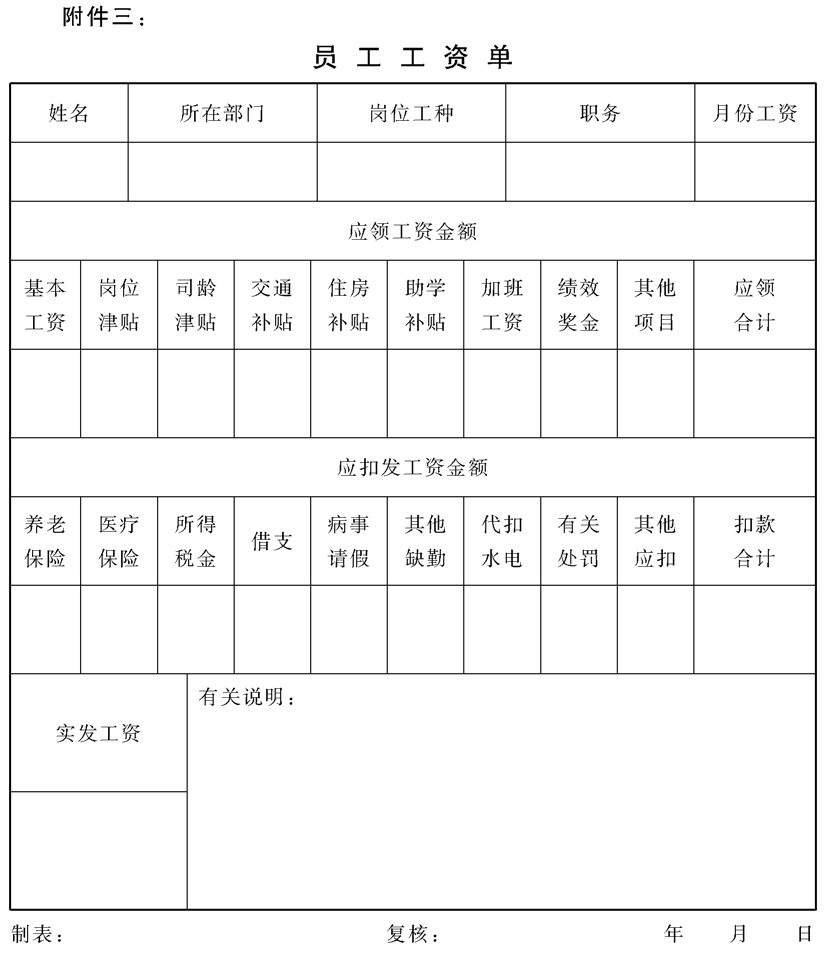 附件三：
员工工资单
姓名 所在部门 岗位工种 职务 月份工资
应领工资金额
基本 岗位 司龄 交通 住房 助学 加班 绩效 其他 应领
工资 津贴 津贴 补贴 补贴 补贴 工资 奖金 项目 合计
应扣发工资金额
养老 医疗 所得 借支 病事 其他 代扣 有关 其他 扣款
保险 保险 税金 请假 缺勤 水电 处罚 应扣 合计
有关说明：
实发工资
制表： 复核： 年 月 日